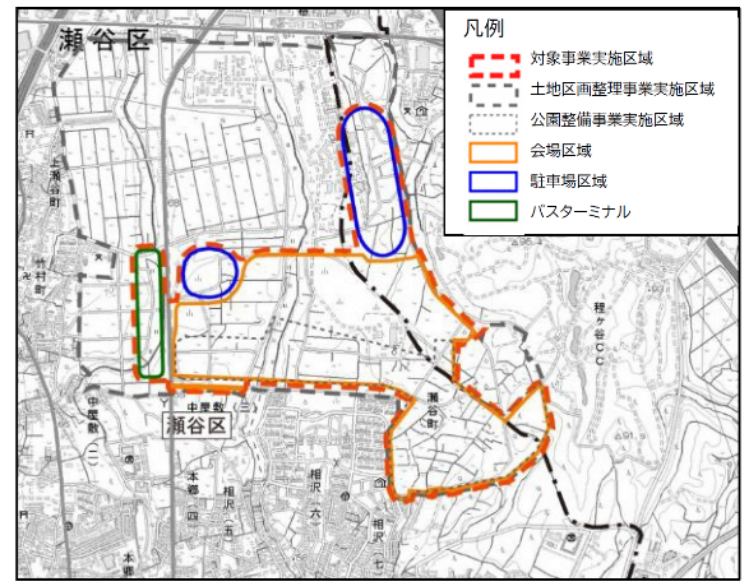 瀬谷区
凡例
対象事業実施区域
土地区画整理事業実施区域
公園整備事業実施区域
会場区域
駐車場区域
バスターミナル
上瀬谷町
竹村町
程ヶ谷CC
中屋敷(二)
中屋敷(三)
瀬谷区
瀬谷町
本郷四
相沢(五)
相沢六
相沢(七)
本郷